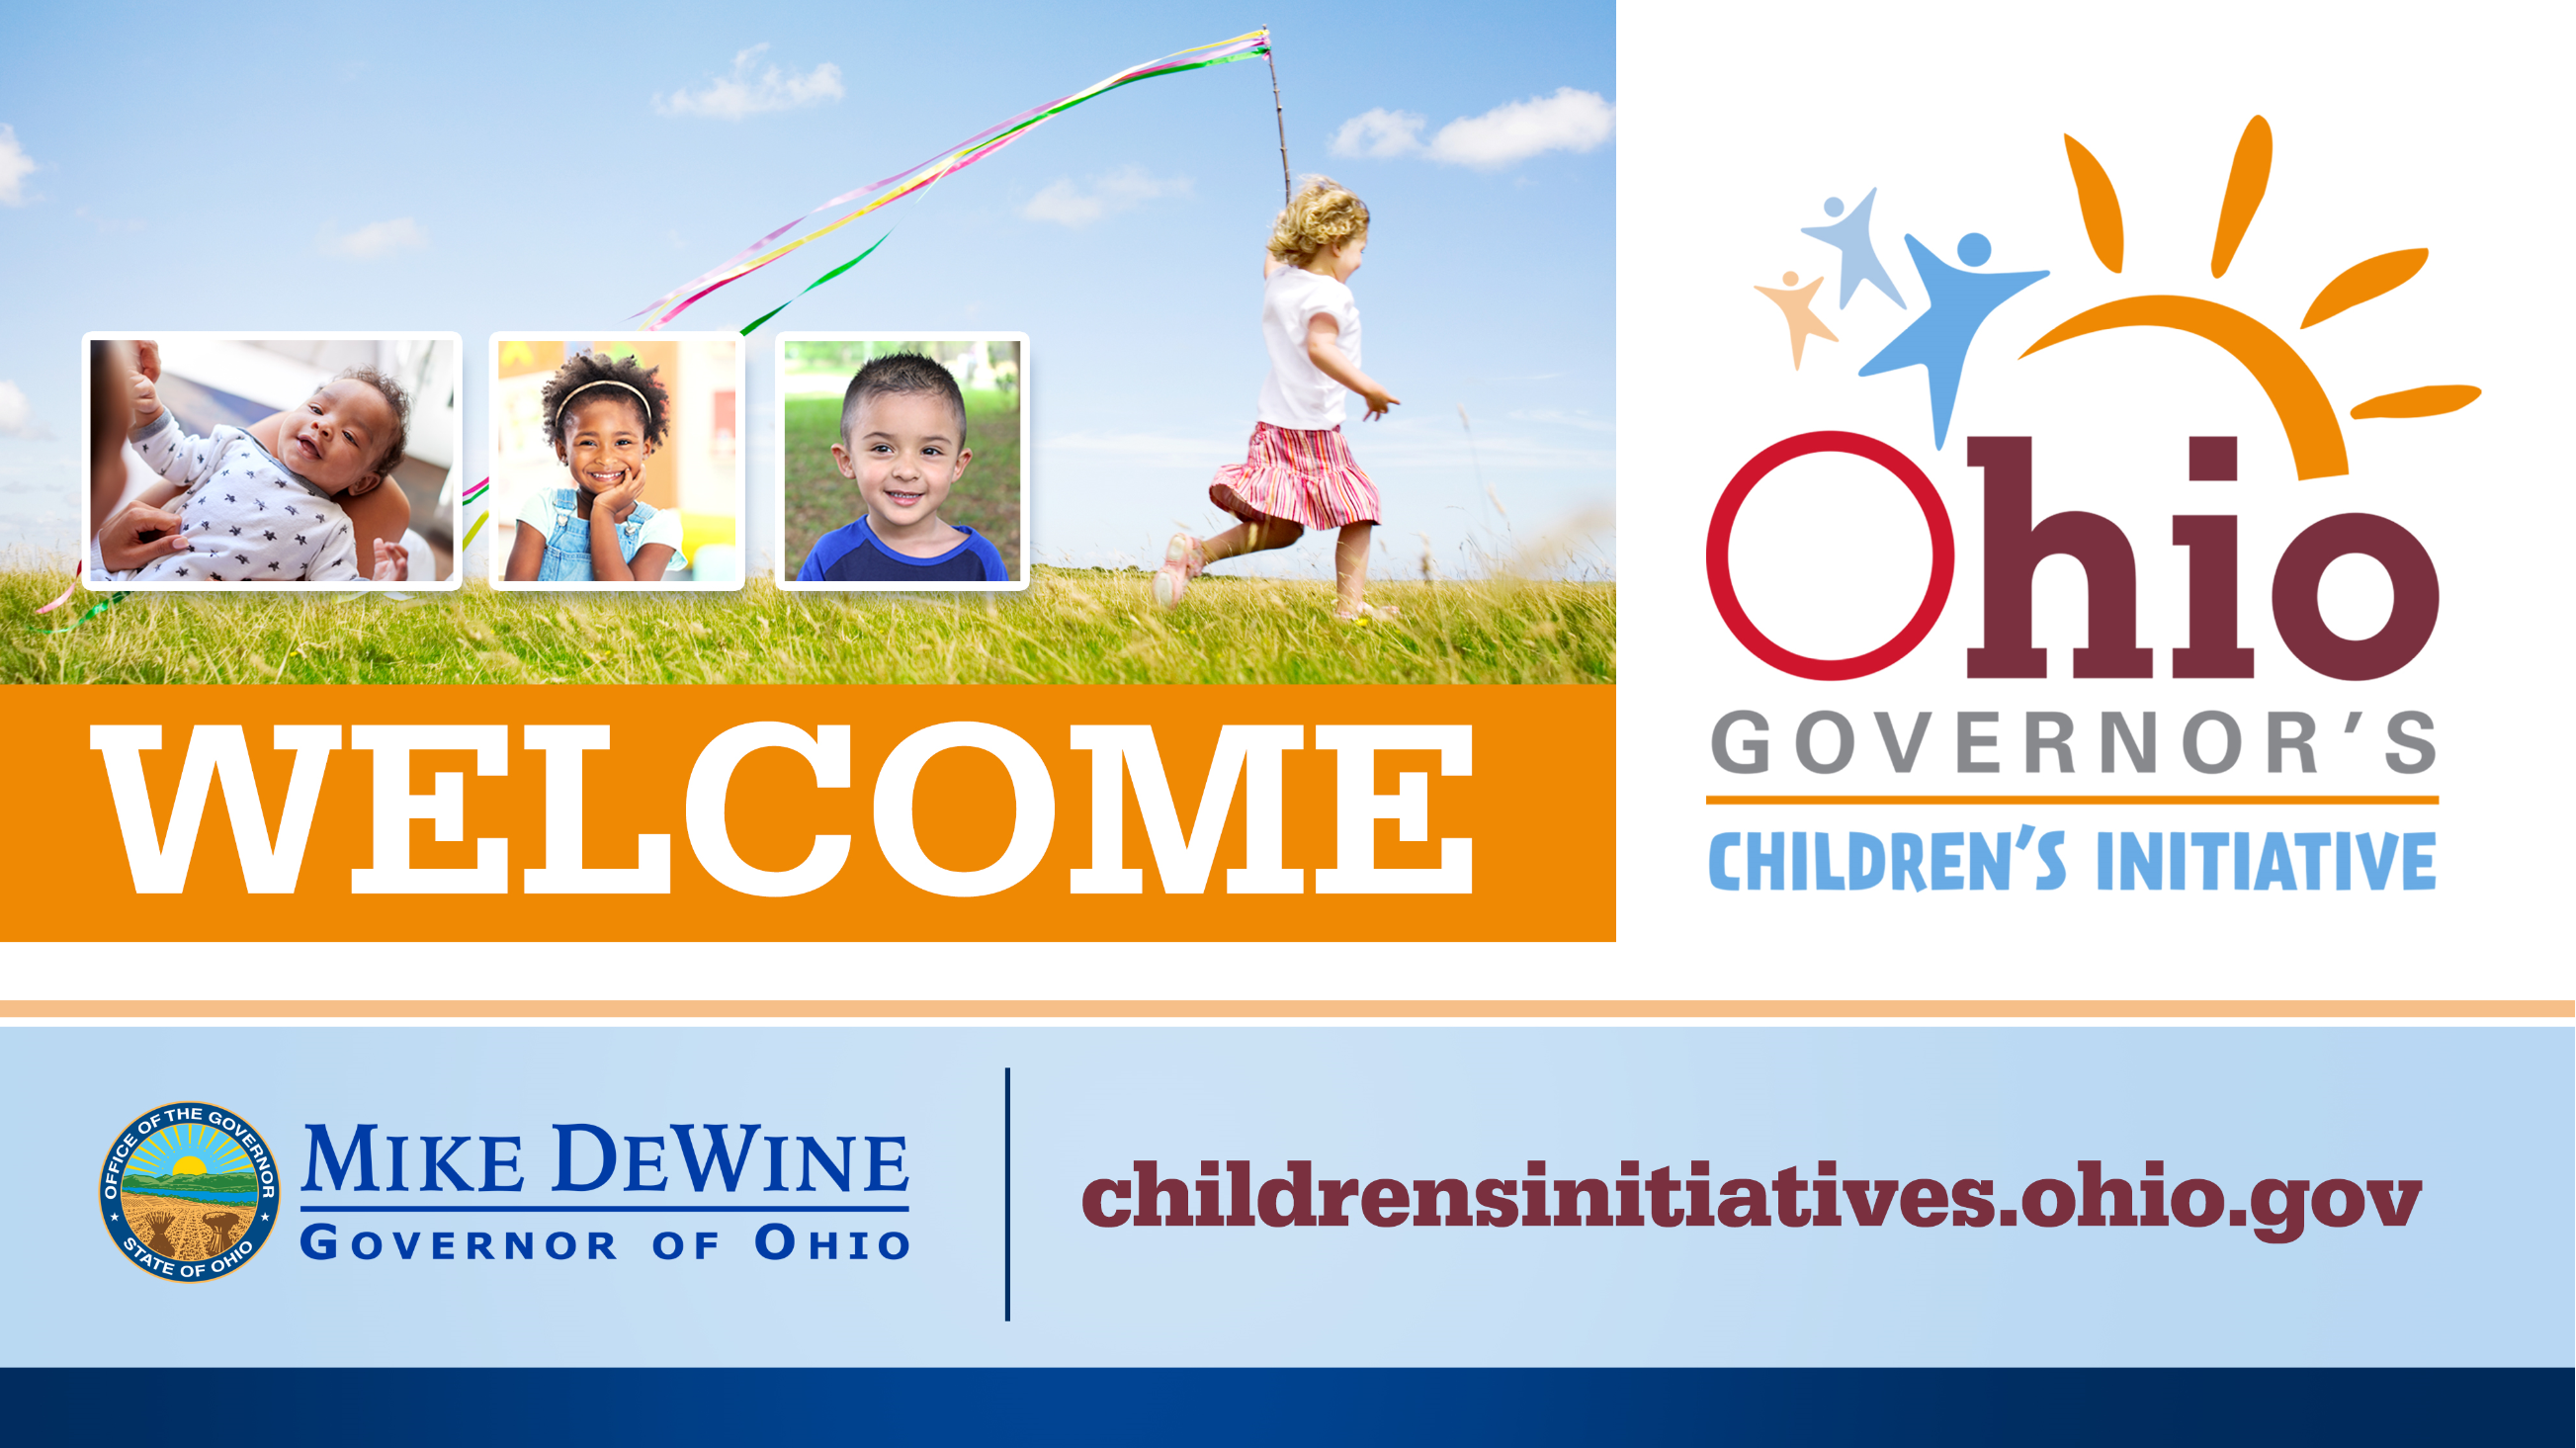 WELCOME
Ohio
GOVERNOR'S
CHILDREN'S INITIATIVE
OFFICE OF THE GOVERNOR
STATE OF OHIO
MIKE DEWINE
GOVERNOR OF OHIO
childrensinitiatives.ohio.gov